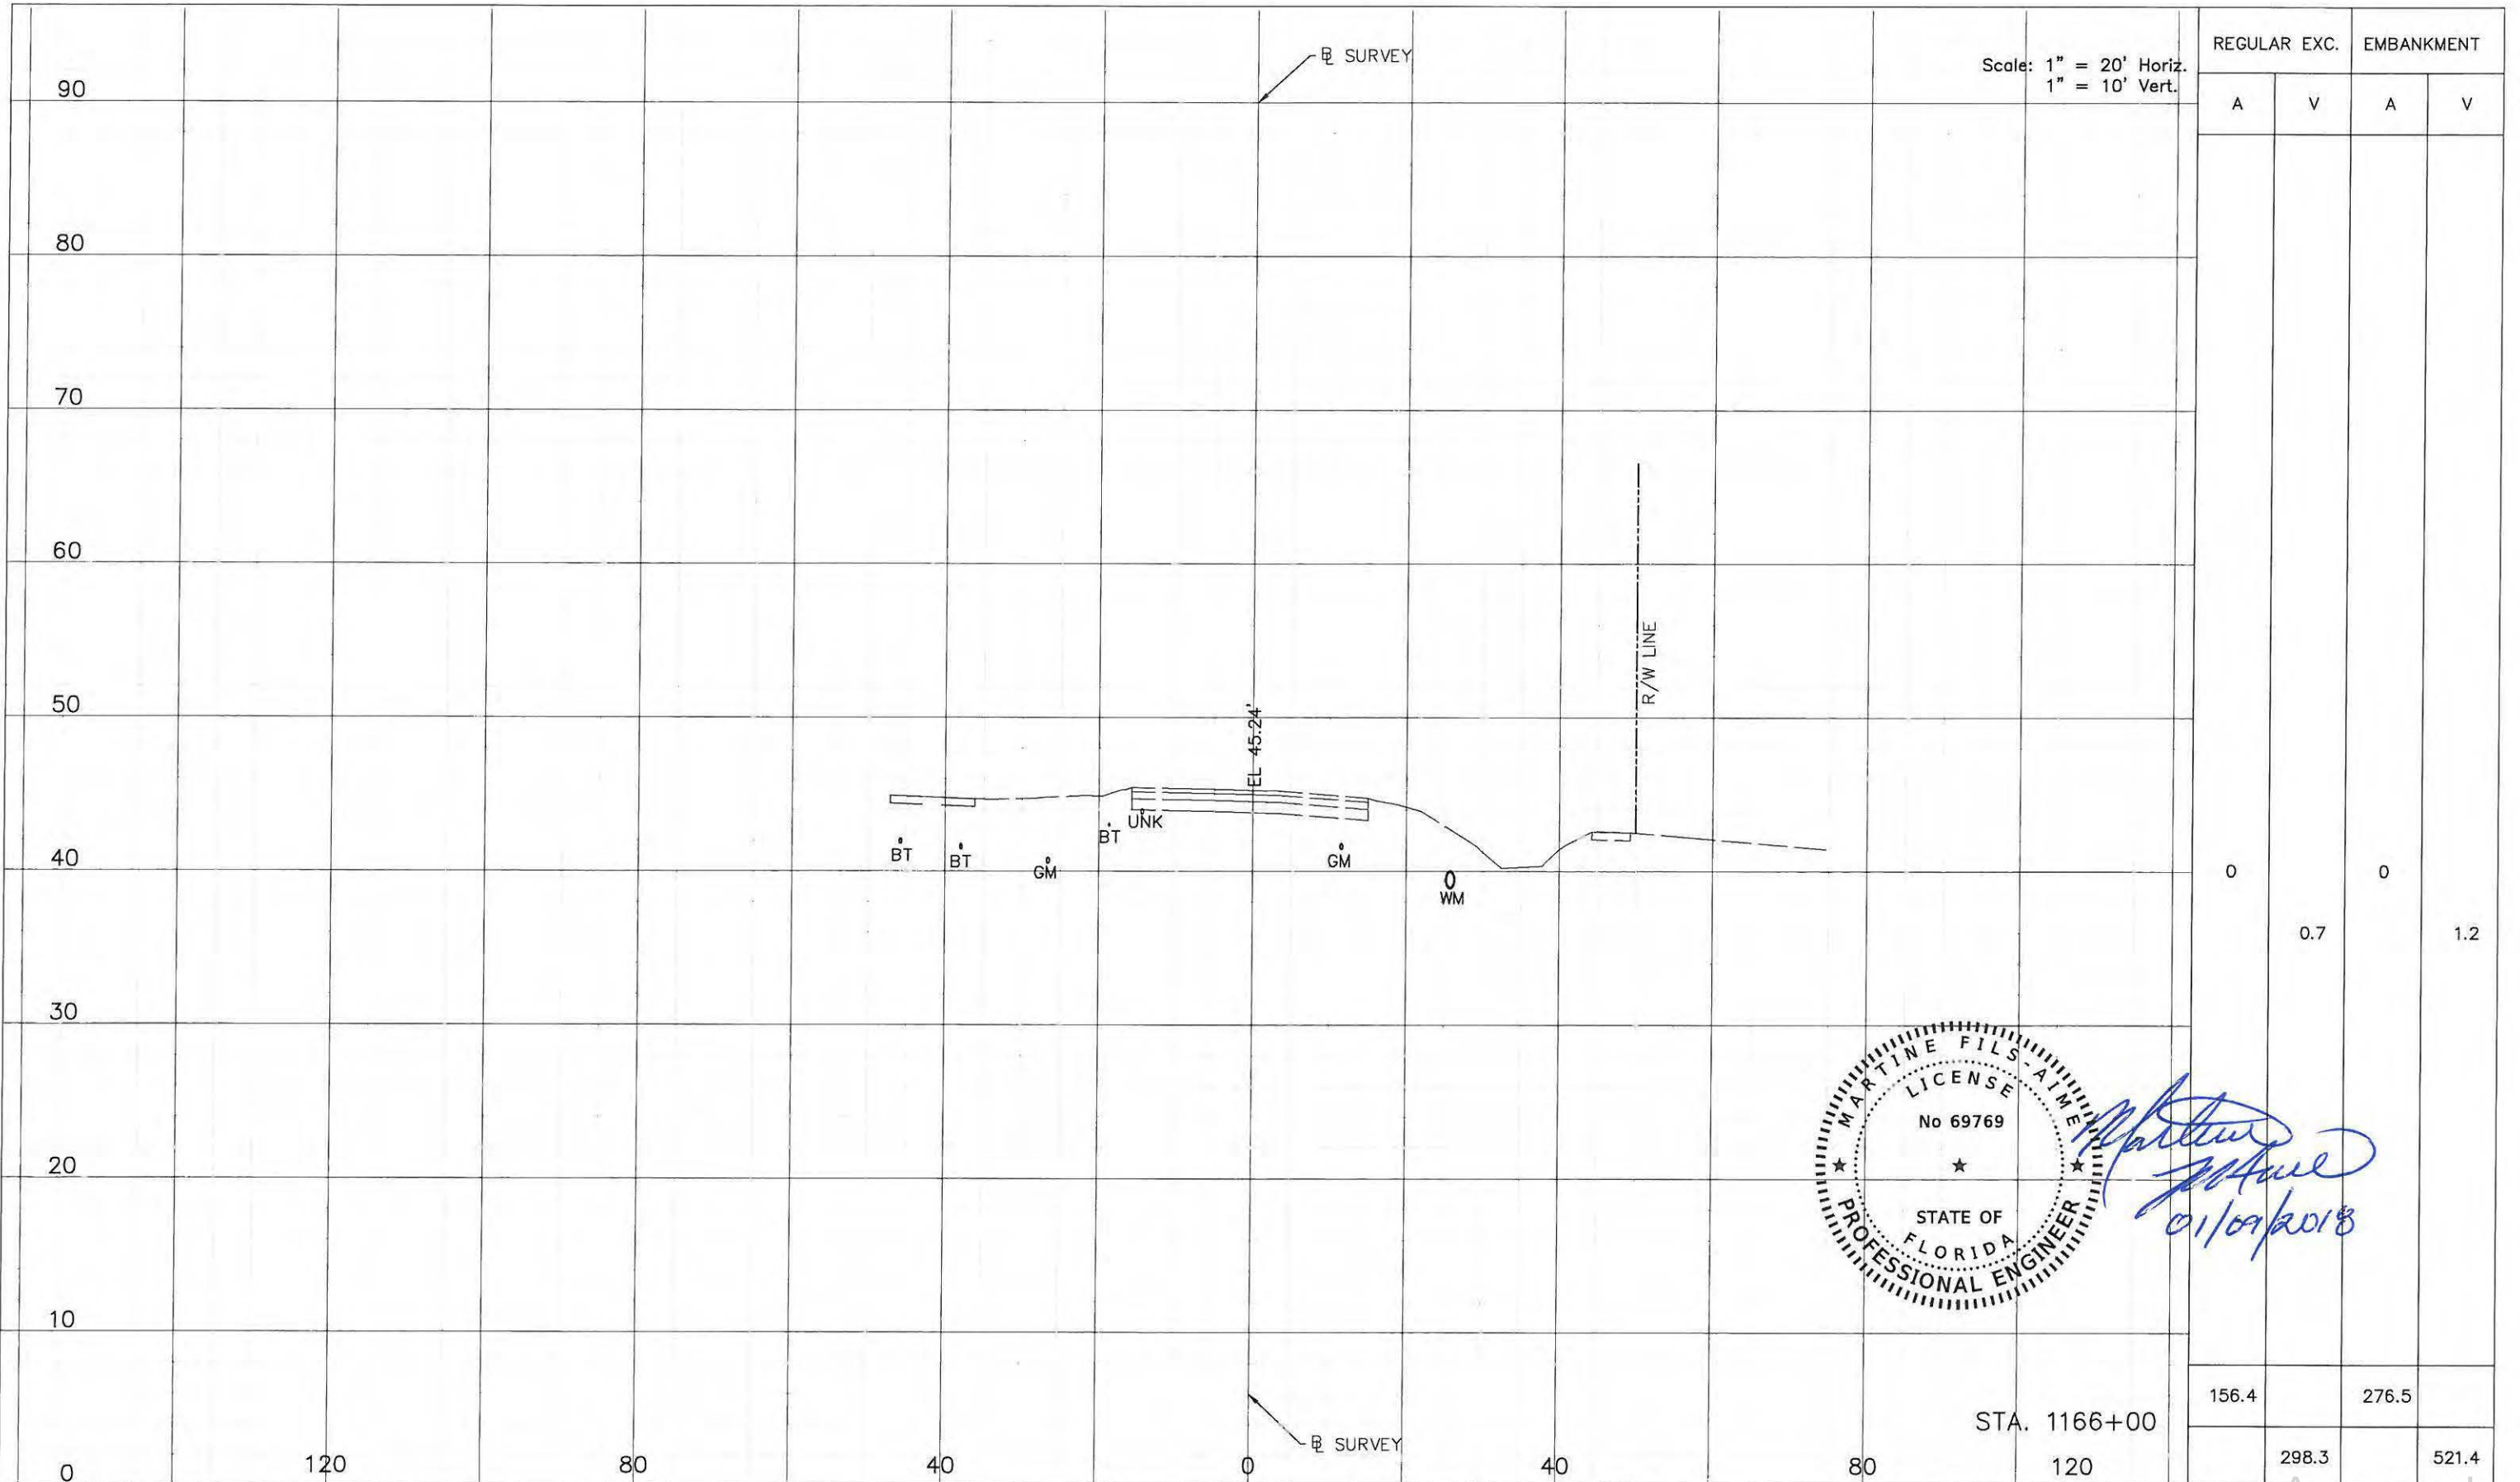 REGULAR EXC. EMBANKMENT
Scale: 1" = 20' Horiz.
1" = 10' Vert.
A V A V
℄ SURVEY
90
80
70
60
50
40
30
20
10
0
EL 45.24'
R/W LINE
BT
BT
GM
BT
UNK
GM
WM
0 0
0.7 1.2
MARTINE FILS-AIME
LICENSE
No 69769
STATE OF
FLORIDA
PROFESSIONAL ENGINEER
01/09/2018
156.4 276.5
STA. 1166+00
℄ SURVEY
298.3 521.4
120 80 40 0 40 80 120